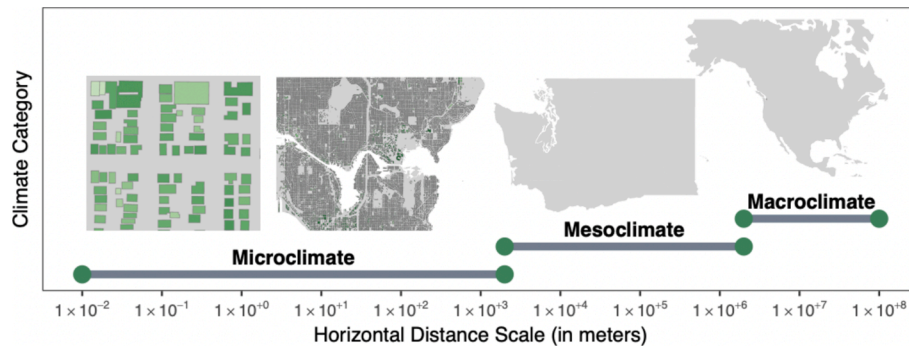 Climate Category
Microclimate
Mesoclimate
Macroclimate
1 × 10⁻² 1 × 10⁻¹ 1 × 10⁺⁰ 1 × 10⁺¹ 1 × 10⁺² 1 × 10⁺³ 1 × 10⁺⁴ 1 × 10⁺⁵ 1 × 10⁺⁶ 1 × 10⁺⁷ 1 × 10⁺⁸
Horizontal Distance Scale (in meters)